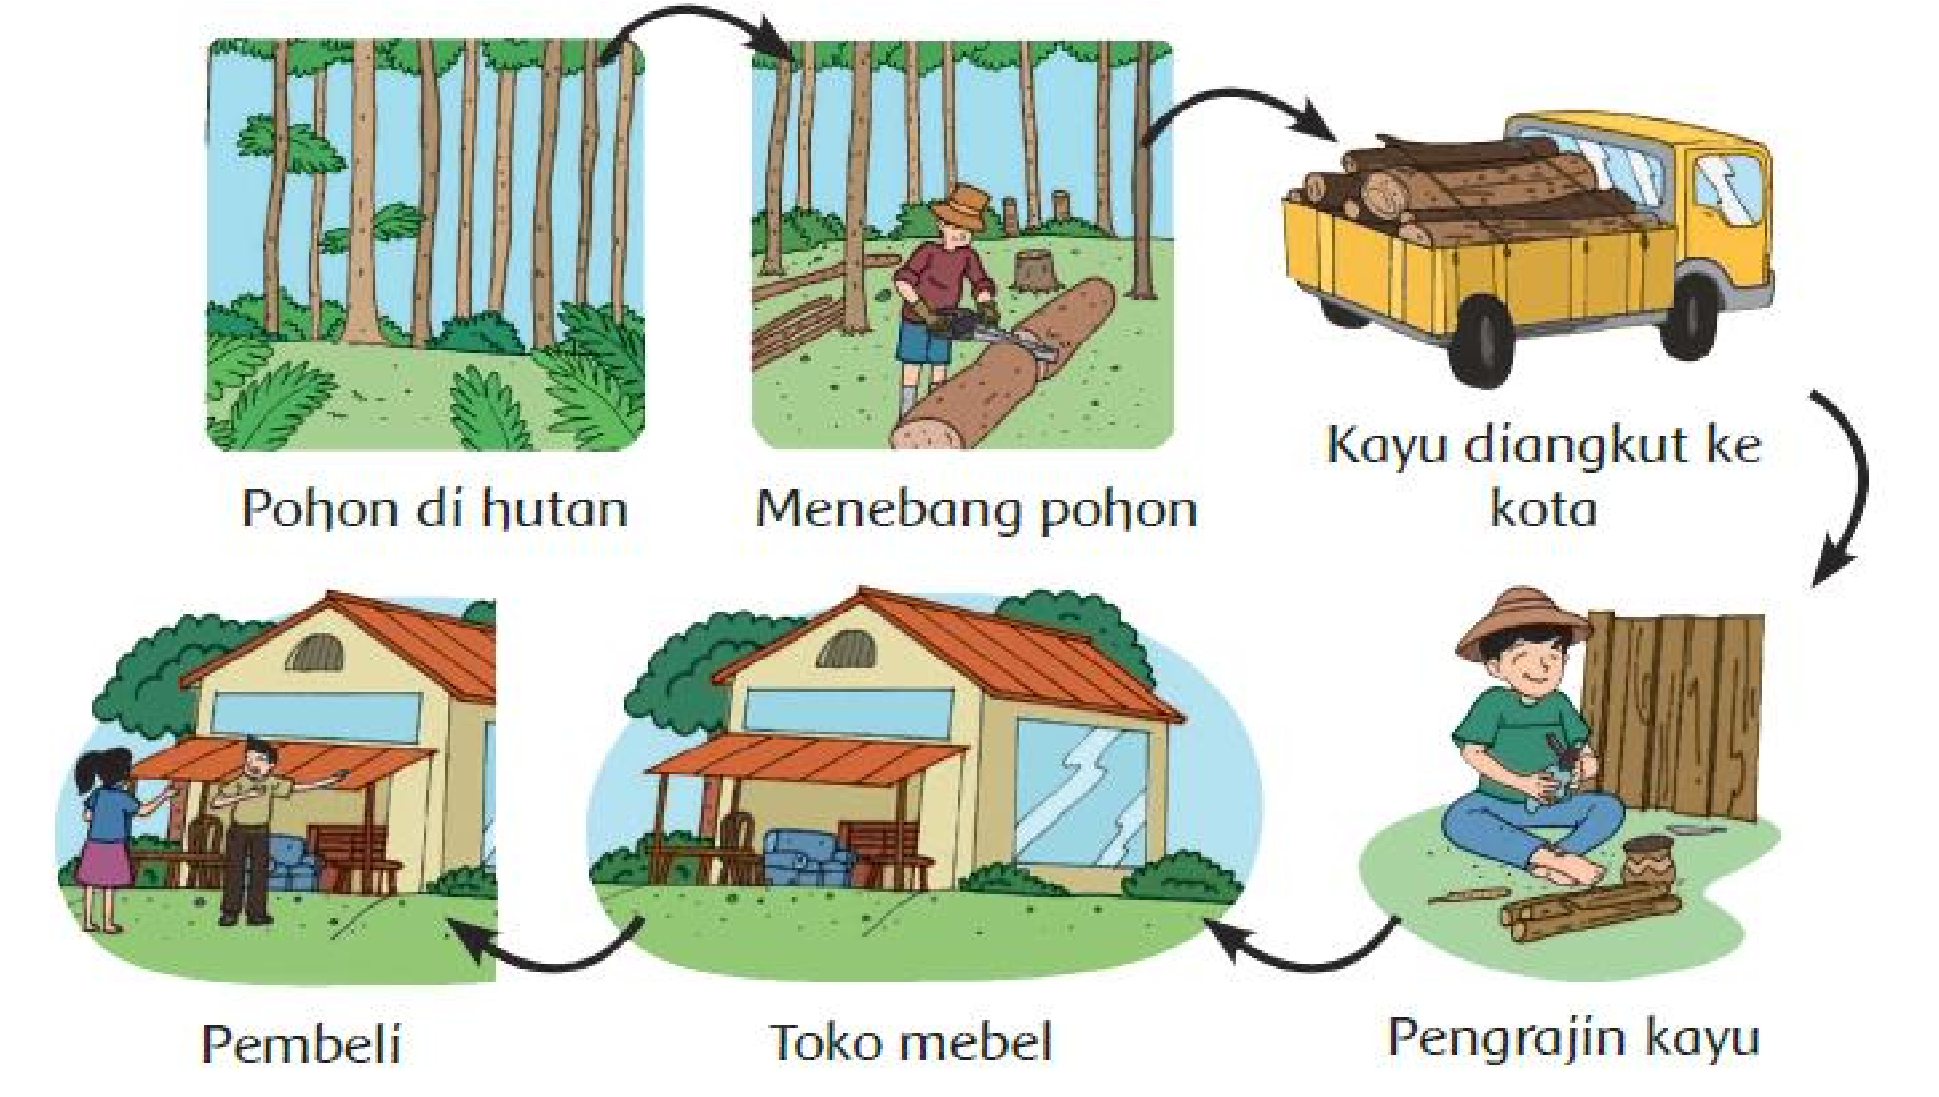 Pohon di hutan
Menebang pohon
Kayu diangkut ke
kota
Pengrajin kayu
Toko mebel
Pembeli